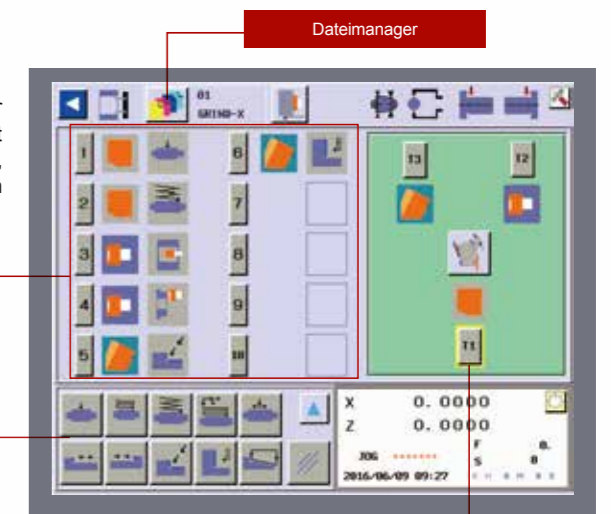 Dateimanager
01
GRIND-X
1
6
2
7
3
8
4
9
5
10
T3
T2
T1
X 0.0000
Z 0.0000
JOG
F 0.
S 0
2016/06/09 09:27